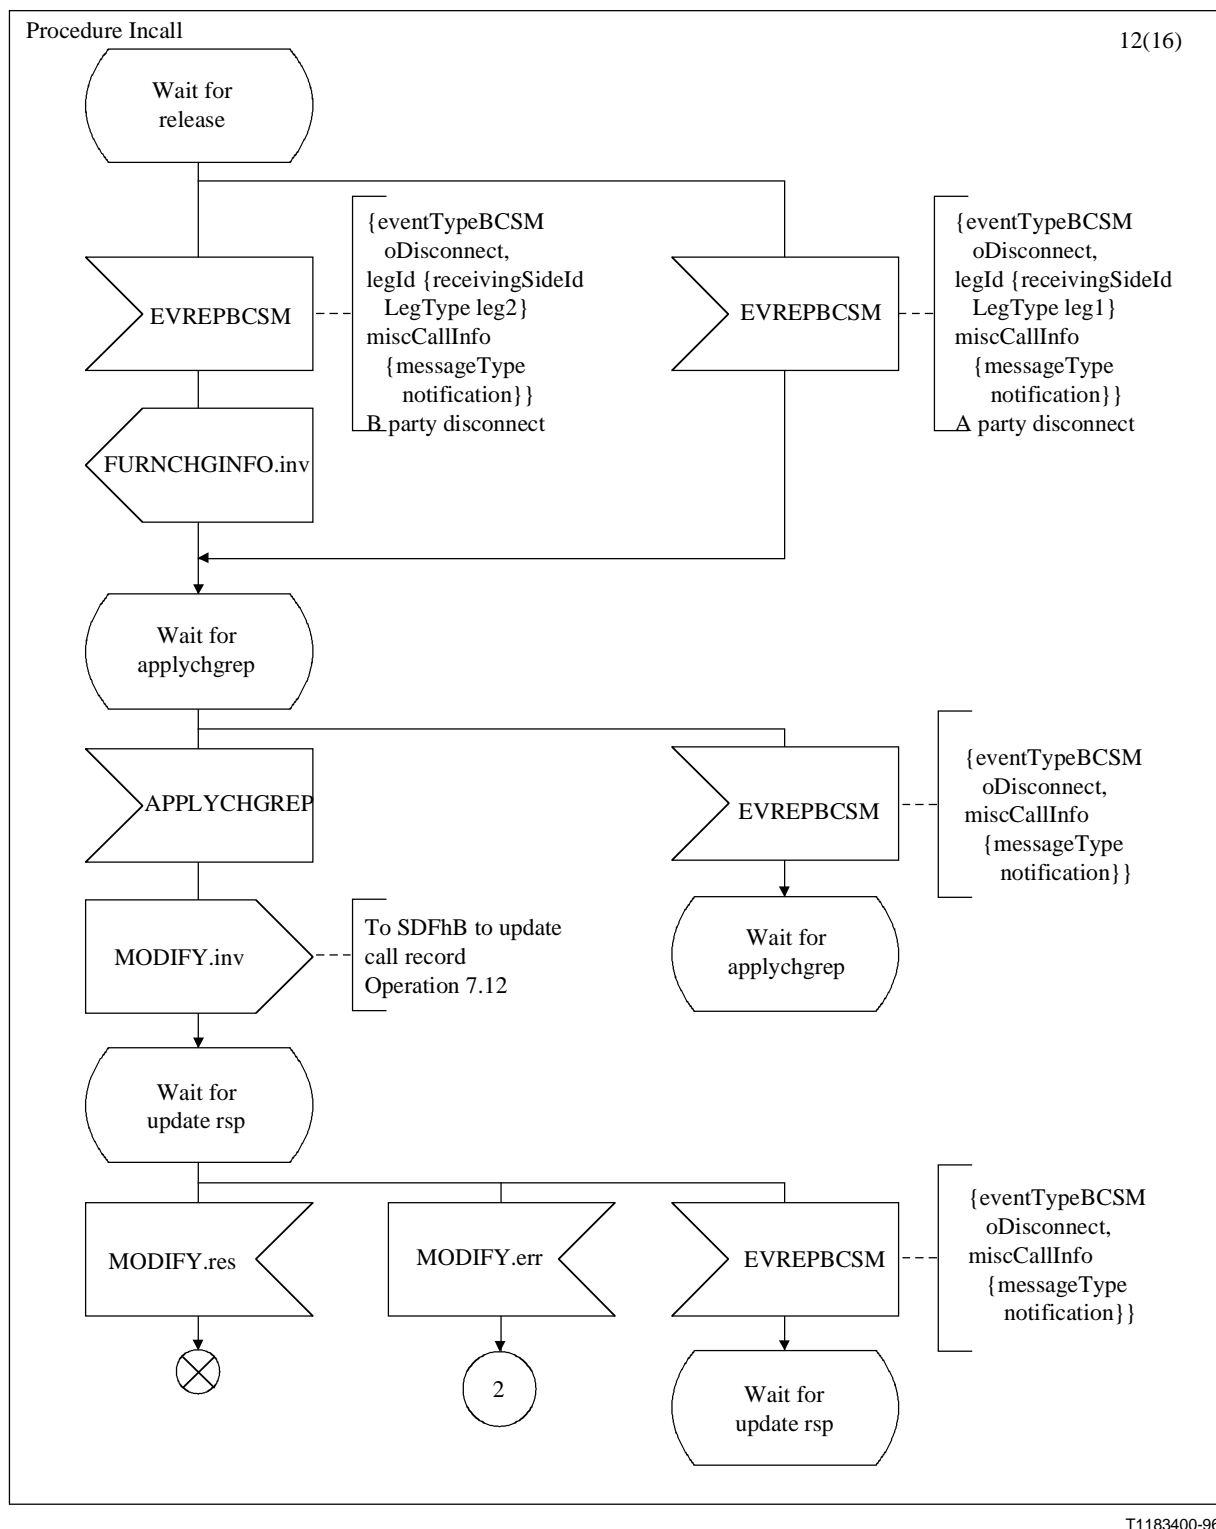 Procedure Incall
12(16)
Wait for
release
{eventTypeBCSM
oDisconnect,
legId {receivingSideId
LegType leg2}
miscCallInfo
{messageType
notification}}
B party disconnect
{eventTypeBCSM
oDisconnect,
legId {receivingSideId
LegType leg1}
miscCallInfo
{messageType
notification}}
A party disconnect
EVREPBCSM
EVREPBCSM
FURNCHGINFO.inv
Wait for
applychgrep
APPLYCHGREP
EVREPBCSM
{eventTypeBCSM
oDisconnect,
miscCallInfo
{messageType
notification}}
MODIFY.inv
To SDFhB to update
call record
Operation 7.12
Wait for
applychgrep
Wait for
update rsp
MODIFY.res
MODIFY.err
EVREPBCSM
{eventTypeBCSM
oDisconnect,
miscCallInfo
{messageType
notification}}
2
Wait for
update rsp
T1183400-96